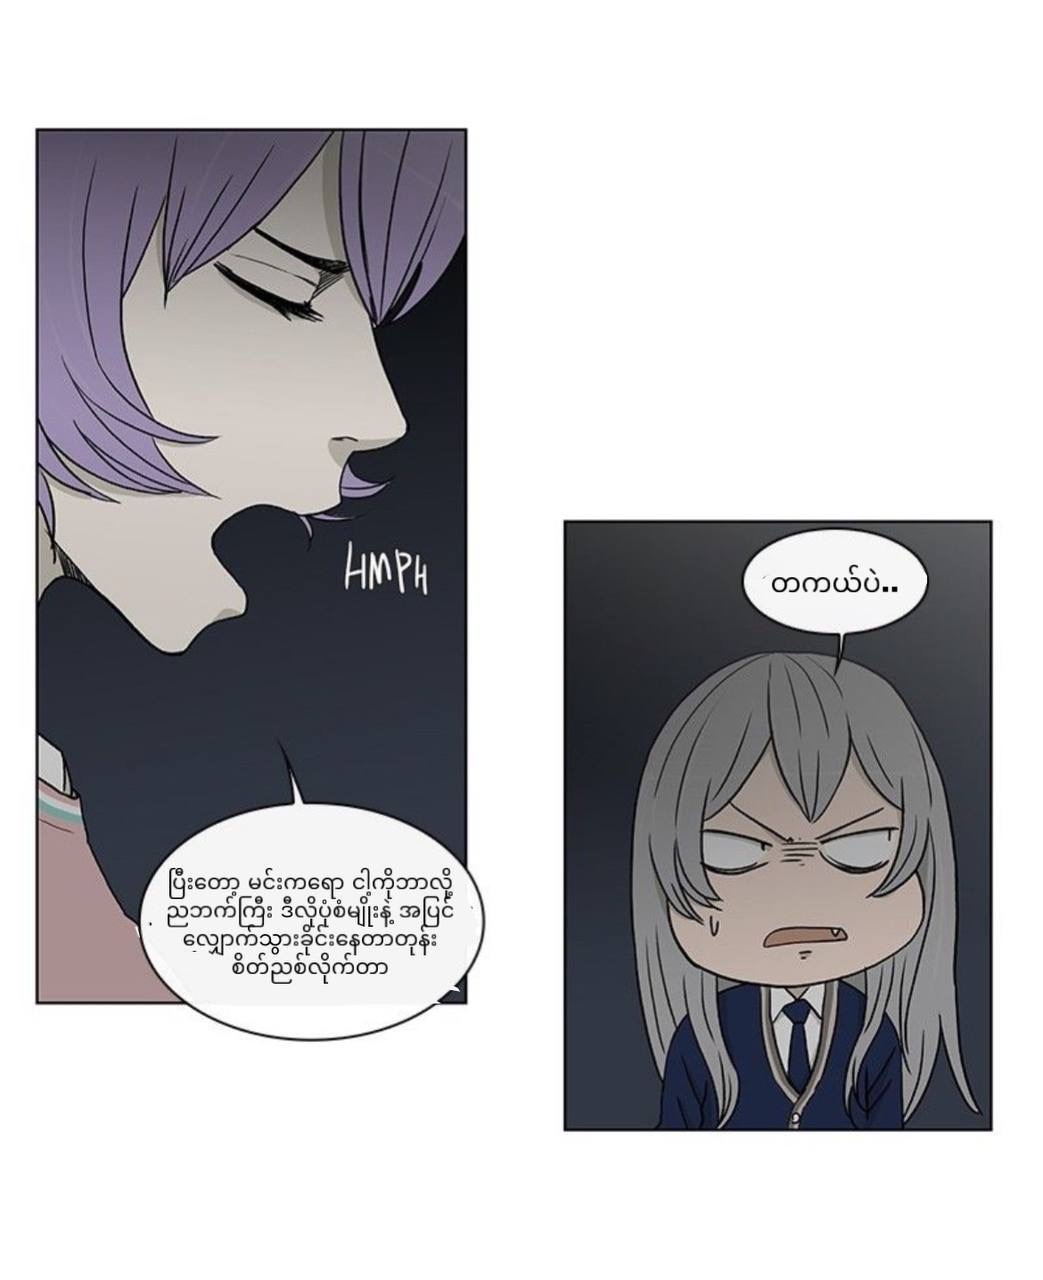 HMPH
ပြီးတော့ မင်းကရော ငါ့ကိုဘာလို့
ညဘက်ကြီး ဒီလိုပုံစံမျိုးနဲ့ အပြင်
လျှောက်သွားခိုင်းနေတာတုန်း
စိတ်ညစ်လိုက်တာ
တကယ်ပဲ..